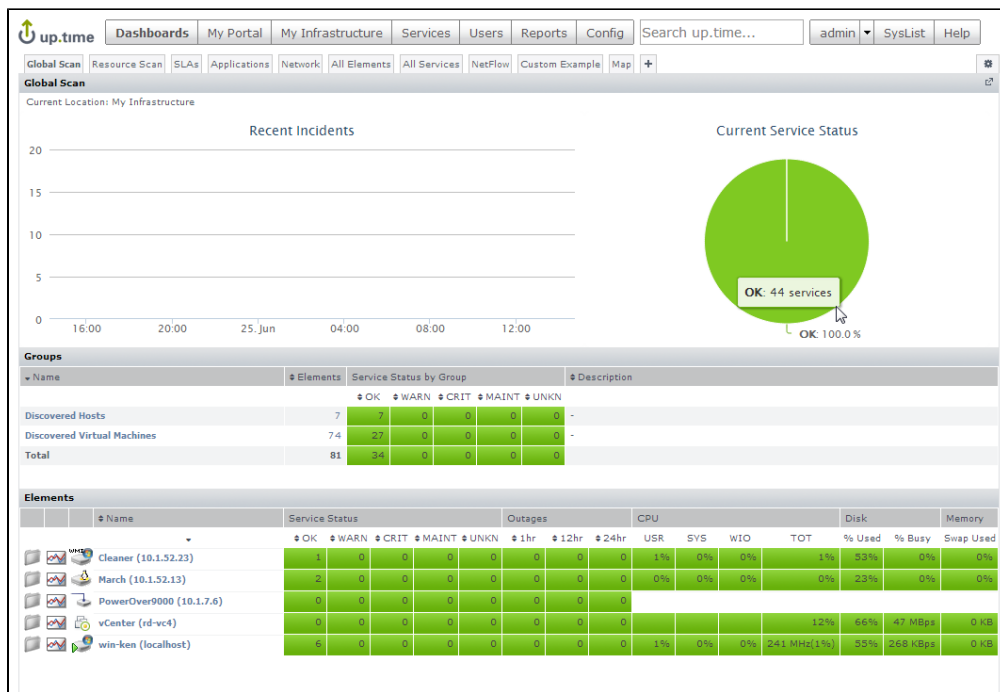 up.time Dashboards My Portal My Infrastructure Services Users Reports Config Search up.time... admin SysList Help
Global Scan Resource Scan SLAs Applications Network All Elements All Services NetFlow Custom Example Map +
Global Scan
Current Location: My Infrastructure
Recent Incidents
20
15
10
5
0
16:00 20:00 25. Jun 04:00 08:00 12:00
Current Service Status
OK: 44 services
OK: 100.0 %
Groups
Name Elements Service Status by Group Description
OK WARN CRIT MAINT UNKN
Discovered Hosts 7 7 0 0 0 0 -
Discovered Virtual Machines 74 27 0 0 0 0 -
Total 81 34 0 0 0 0
Elements
Name Service Status Outages CPU Disk Memory
OK WARN CRIT MAINT UNKN 1hr 12hr 24hr USR SYS WIO TOT % Used % Busy Swap Used
WMI Cleaner (10.1.52.23) 1 0 0 0 0 0 0 0 1% 0% 0% 1% 53% 0% 0%
March (10.1.52.13) 2 0 0 0 0 0 0 0 0% 0% 0% 0% 23% 0% 0%
PowerOver9000 (10.1.7.6) 0 0 0 0 0 0 0 0
vCenter (rd-vc4) 0 0 0 0 0 0 0 0 12% 66% 47 MBps 0 KB
win-ken (localhost) 6 0 0 0 0 0 0 0 1% 0% 0% 241 MHz(1%) 55% 268 KBps 0 KB